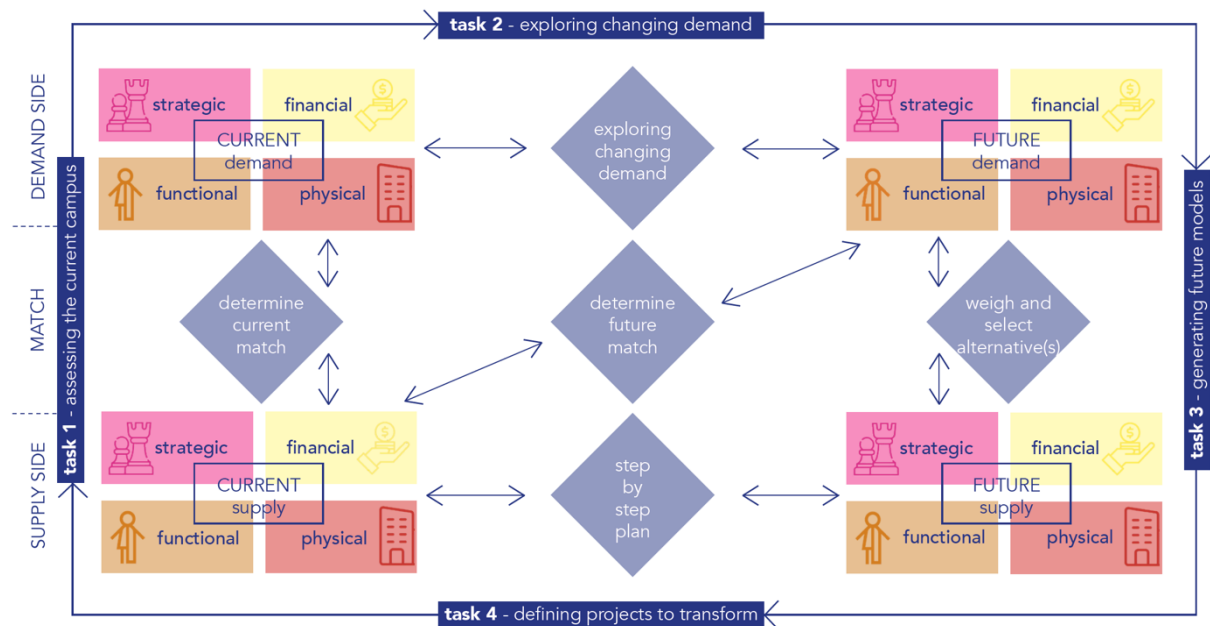 task 2 - exploring changing demand
DEMAND SIDE
MATCH
SUPPLY SIDE
task 1 - assessing the current campus
strategic
financial
CURRENT
demand
functional
physical
exploring
changing
demand
strategic
financial
FUTURE
demand
functional
physical
determine
current
match
determine
future
match
weigh and
select
alternative(s)
strategic
financial
CURRENT
supply
functional
physical
step
by
step
plan
strategic
financial
FUTURE
supply
functional
physical
task 3 - generating future models
task 4 - defining projects to transform